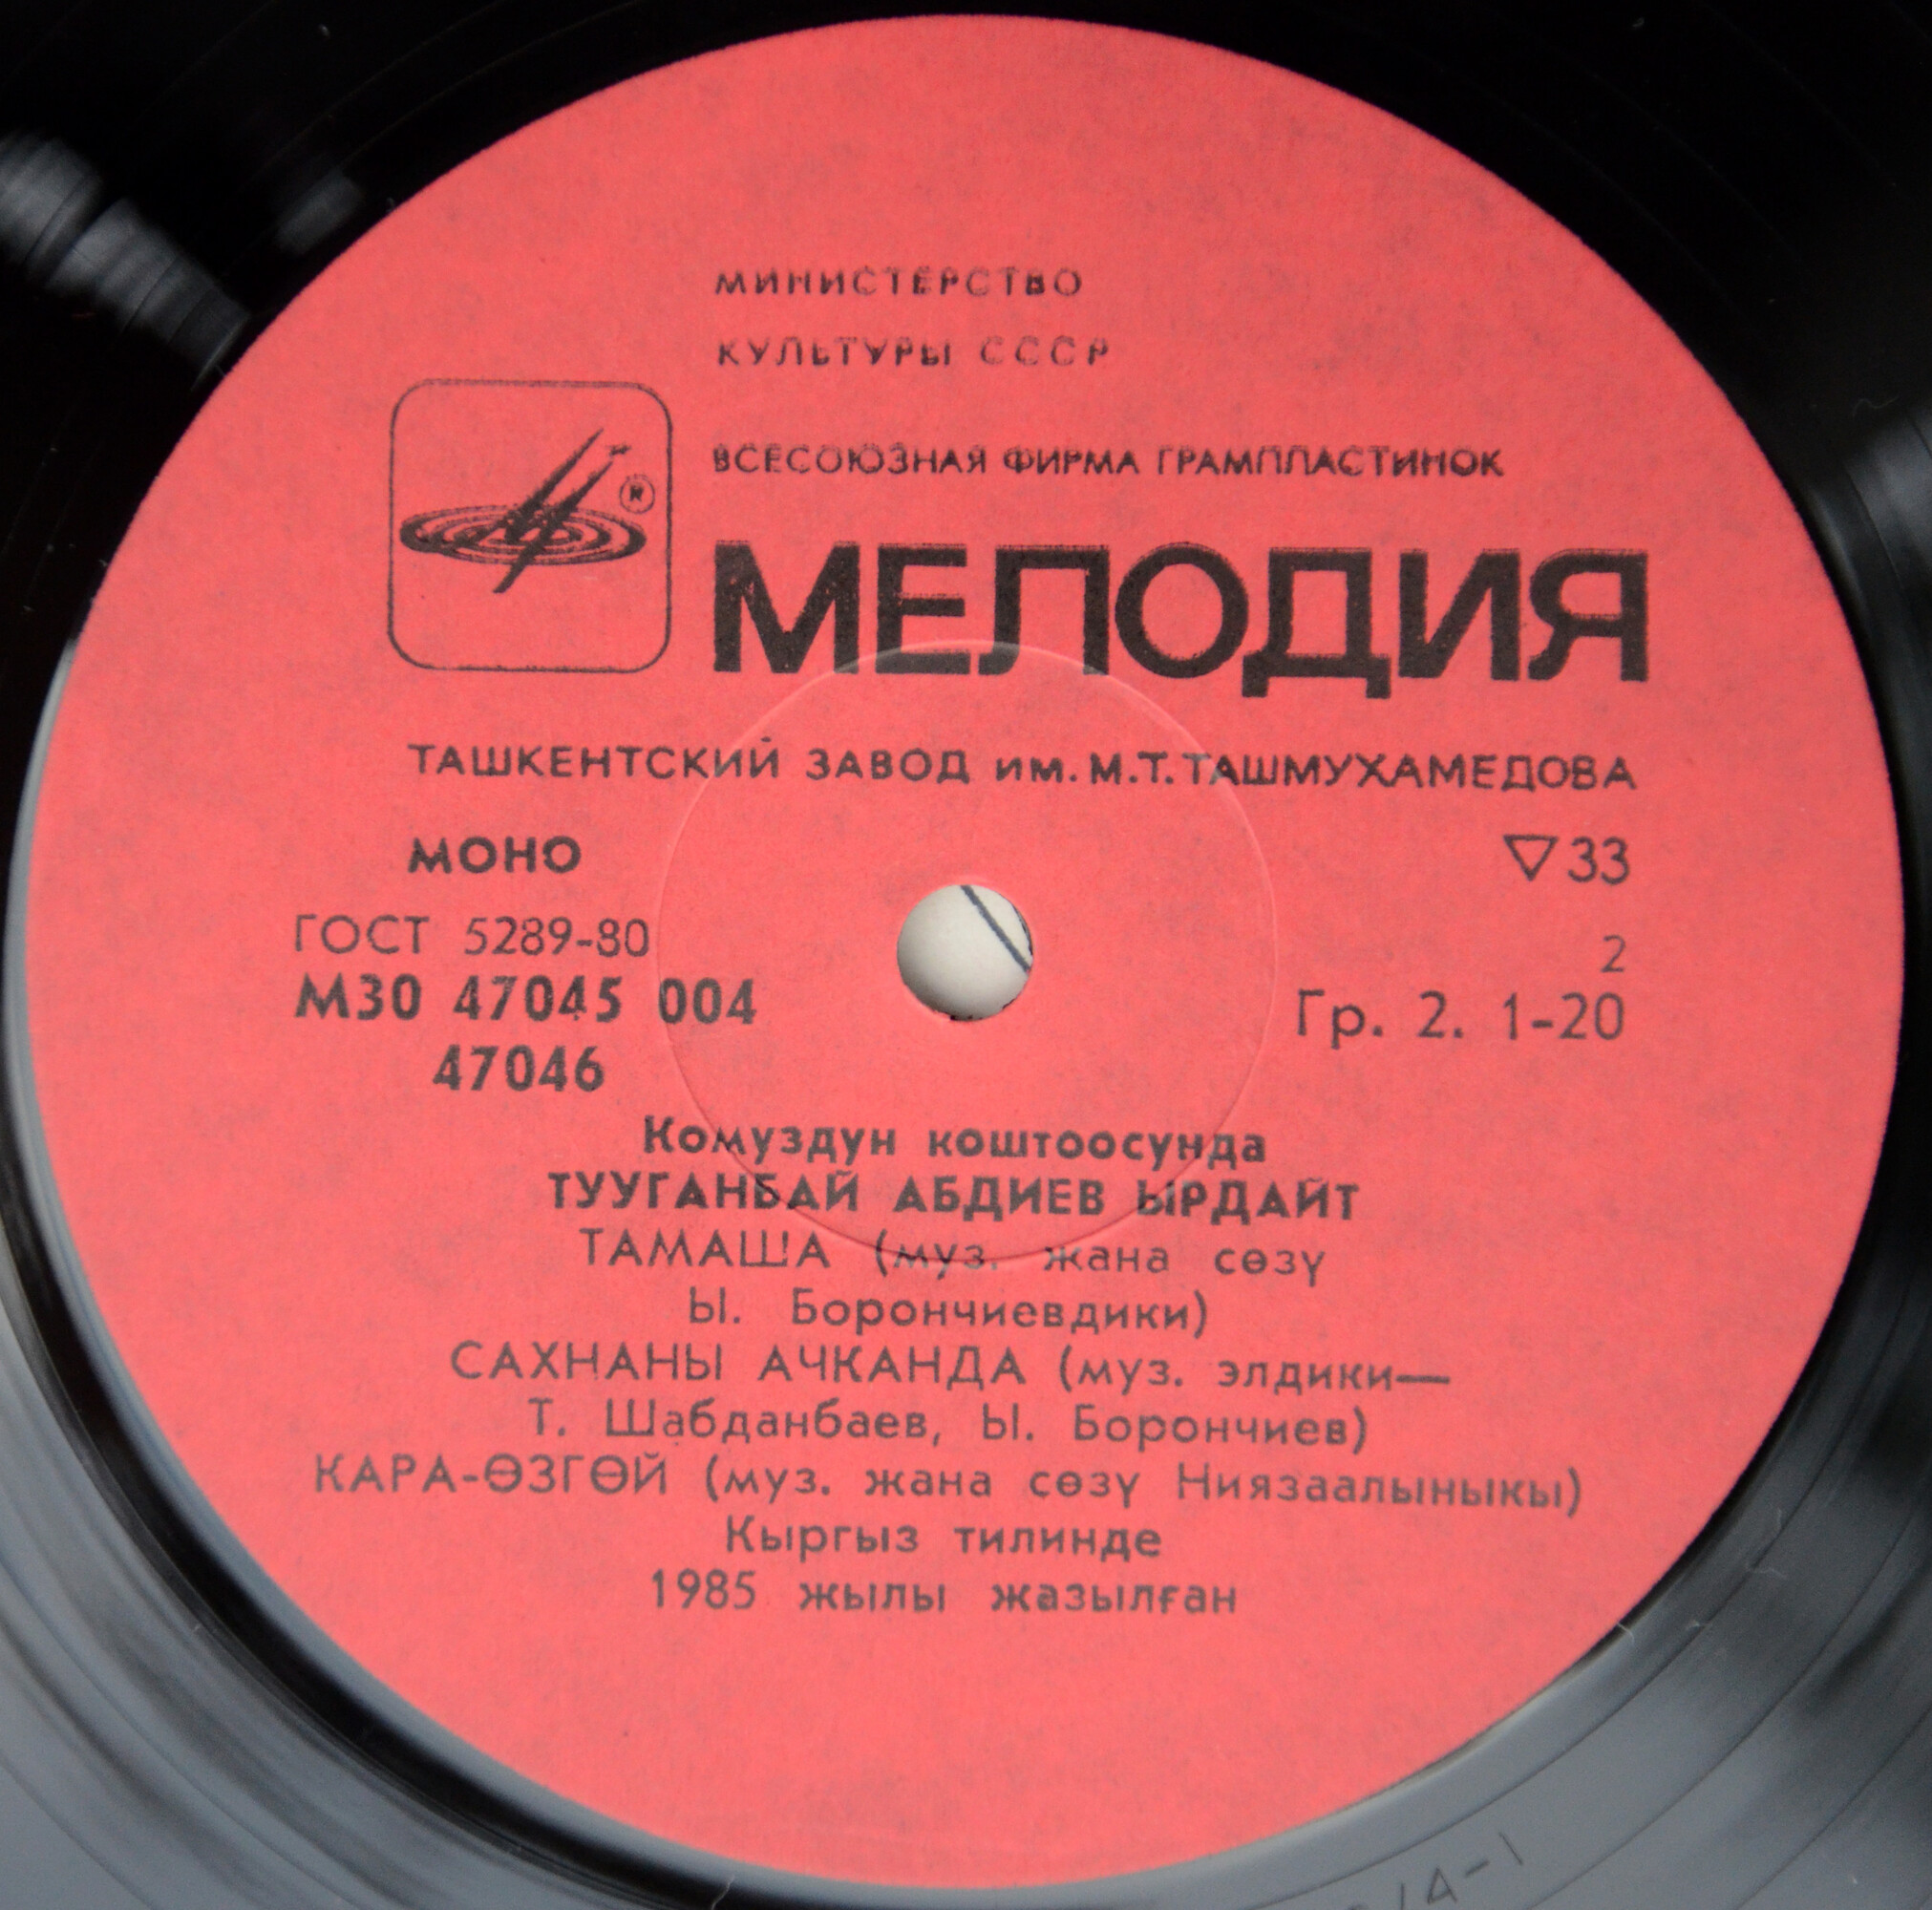 МИНИСТЕРСТВО
КУЛЬТУРЫ СССР
ВСЕСОЮЗНАЯ ФИРМА ГРАМПЛАСТИНОК
®
МЕЛОДИЯ
ТАШКЕНТСКИЙ ЗАВОД им. М.Т. ТАШМУХАМЕДОВА
МОНО ▽33
ГОСТ 5289-80 2
М30 47045 004 Гр. 2. 1-20
47046
Комуздун коштоосунда
ТУУГАНБАЙ АБДИЕВ ЫРДАЙТ
ТАМАША (муз. жана сөзү
Ы. Борончиевдики)
САХНАНЫ АЧКАНДА (муз. элдики—
Т. Шабданбаев, Ы. Борончиев)
КАРА-ӨЗГӨЙ (муз. жана сөзү Ниязаалыныкы)
Кыргыз тилинде
1985 жылы жазылған